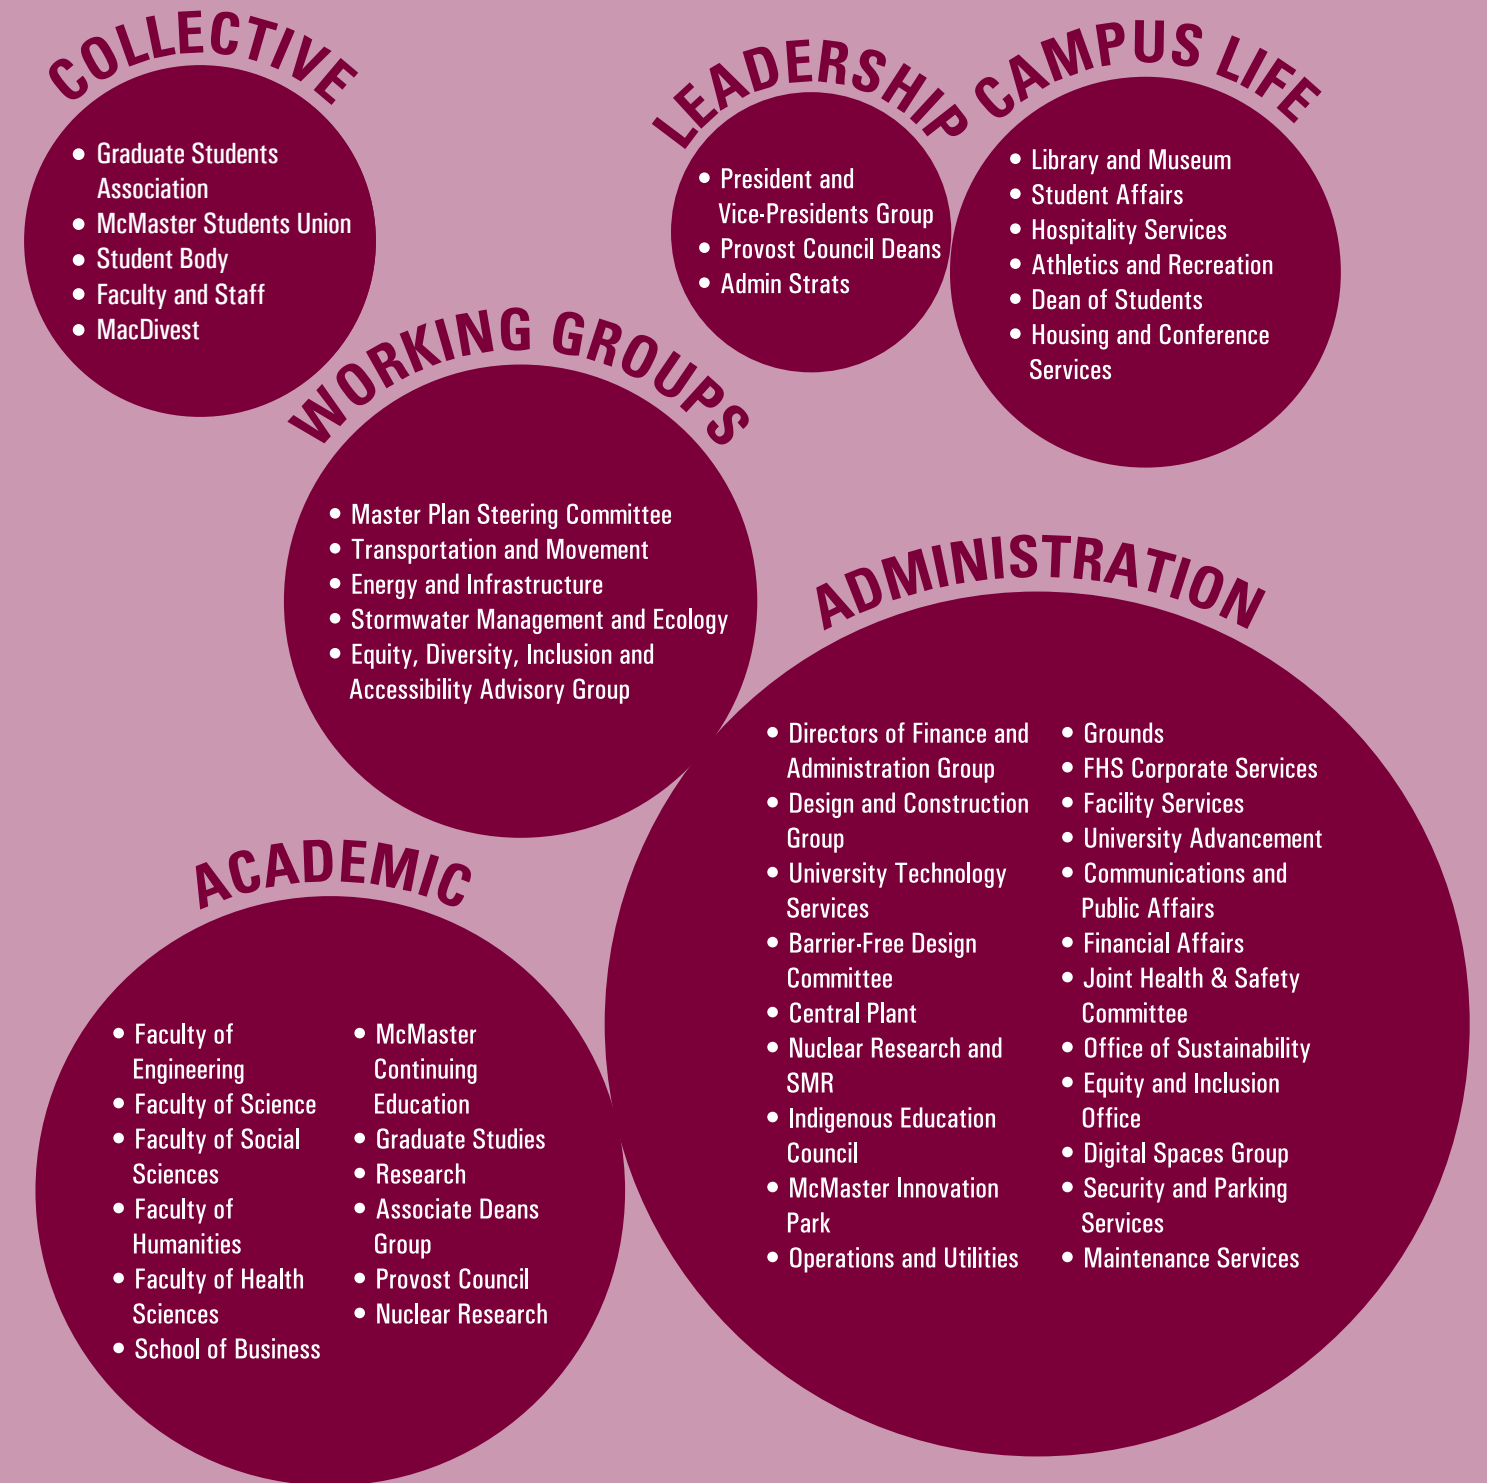 COLLECTIVE
Graduate Students
Association
McMaster Students Union
Student Body
Faculty and Staff
MacDivest
LEADERSHIP
President and
Vice-Presidents Group
Provost Council Deans
Admin Strats
CAMPUS LIFE
Library and Museum
Student Affairs
Hospitality Services
Athletics and Recreation
Dean of Students
Housing and Conference
Services
WORKING GROUPS
Master Plan Steering Committee
Transportation and Movement
Energy and Infrastructure
Stormwater Management and Ecology
Equity, Diversity, Inclusion and
Accessibility Advisory Group
ADMINISTRATION
Directors of Finance and
Administration Group
Design and Construction
Group
University Technology
Services
Barrier-Free Design
Committee
Central Plant
Nuclear Research and
SMR
Indigenous Education
Council
McMaster Innovation
Park
Operations and Utilities
Grounds
FHS Corporate Services
Facility Services
University Advancement
Communications and
Public Affairs
Financial Affairs
Joint Health & Safety
Committee
Office of Sustainability
Equity and Inclusion
Office
Digital Spaces Group
Security and Parking
Services
Maintenance Services
ACADEMIC
Faculty of
Engineering
Faculty of Science
Faculty of Social
Sciences
Faculty of
Humanities
Faculty of Health
Sciences
School of Business
McMaster
Continuing
Education
Graduate Studies
Research
Associate Deans
Group
Provost Council
Nuclear Research